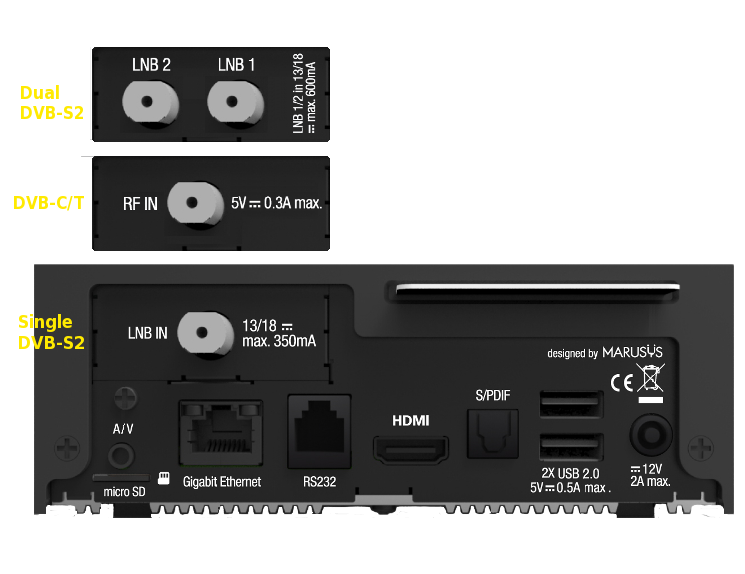 Dual
DVB-S2
LNB 2
LNB 1
LNB 1/2 in 13/18
⎓ max. 600mA
DVB-C/T
RF IN
5V⎓ 0.3A max.
Single
DVB-S2
LNB IN
13/18 ⎓
max. 350mA
designed by MARUSYS
CE
A/V
HDMI
S/PDIF
micro SD
Gigabit Ethernet
RS232
2X USB 2.0
5V⎓0.5A max .
⎓12V
2A max.